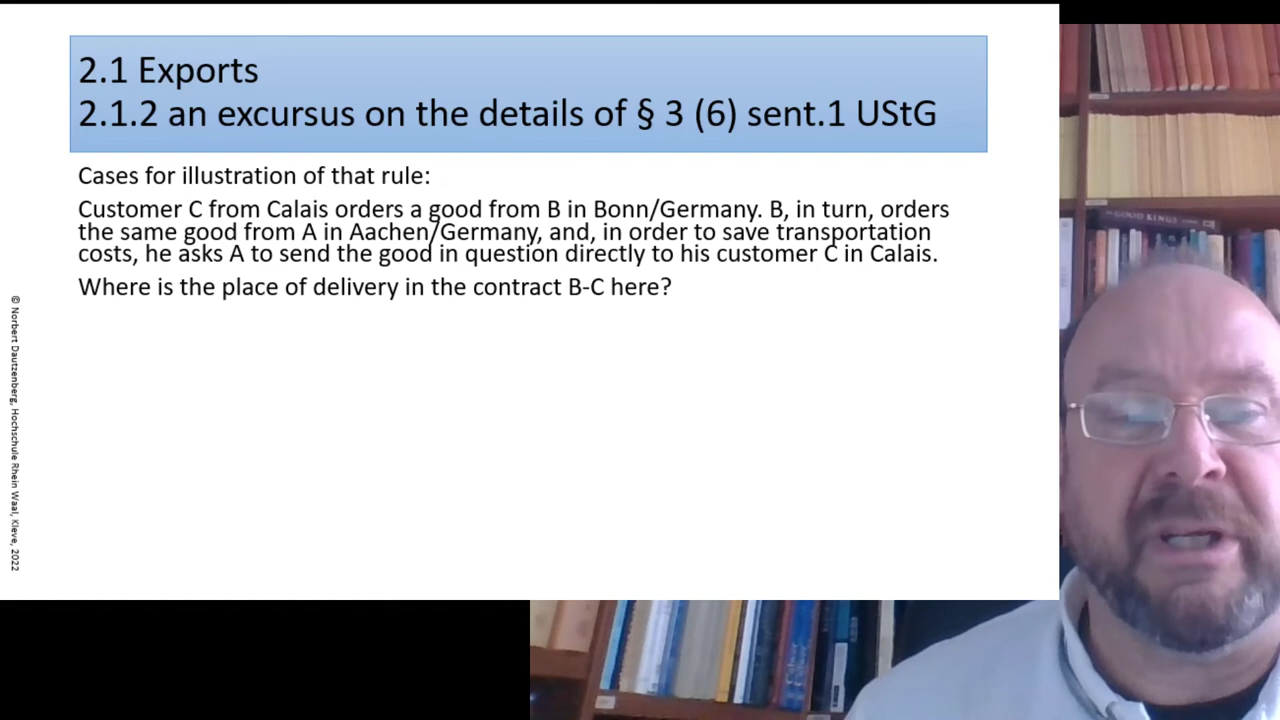 2.1 Exports
2.1.2 an excursus on the details of § 3 (6) sent.1 UStG
Cases for illustration of that rule:
Customer C from Calais orders a good from B in Bonn/Germany. B, in turn, orders
the same good from A in Aachen/Germany, and, in order to save transportation
costs, he asks A to send the good in question directly to his customer C in Calais.
Where is the place of delivery in the contract B-C here?
© Norbert Dautzenberg, Hochschule Rhein Waal, Kleve, 2022
GOOD KINGS